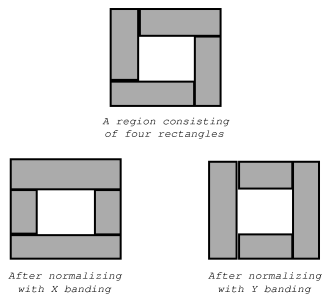 A region consisting
of four rectangles
After normalizing
with X banding
After normalizing
with Y banding